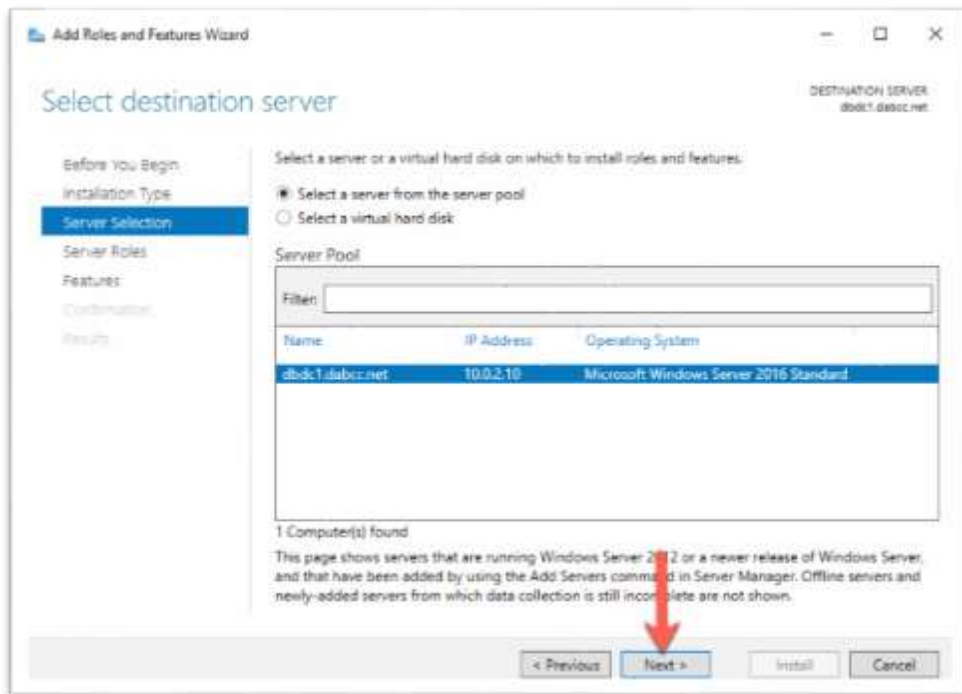 Add Roles and Features Wizard
Select destination server
DESTINATION SERVER
dbdc1.dabcc.net
Before You Begin
Installation Type
Server Selection
Server Roles
Features
Confirmation
Results
Select a server or a virtual hard disk on which to install roles and features.
Select a server from the server pool
Select a virtual hard disk
Server Pool
Filter:
Name IP Address Operating System
dbdc1.dabcc.net 10.0.2.10 Microsoft Windows Server 2016 Standard
1 Computer(s) found
This page shows servers that are running Windows Server 2012 or a newer release of Windows Server,
and that have been added by using the Add Servers command in Server Manager. Offline servers and
newly-added servers from which data collection is still incomplete are not shown.
< Previous Next > Install Cancel